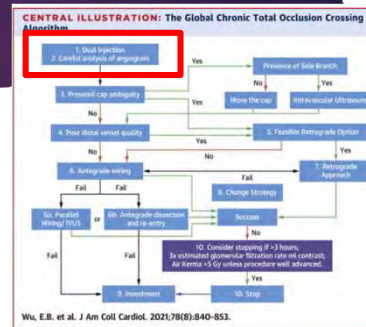 CENTRAL ILLUSTRATION: The Global Chronic Total Occlusion Crossing
Algorithm
1. Dual Injection
2. Careful analysis of angiogram
Yes
Presence of Side Branch
No
Yes
3. Proximal cap ambiguity
Move the cap
Intravascular Ultrasound
No
Yes
4. Poor distal vessel quality
Yes
5. Feasible Retrograde Option
No
No
Yes
6. Antegrade wiring
Fail
7. Retrograde
Approach
Fail
Fail
8. Change Strategy
6a. Parallel
Wiring/ IVUS
or
6b. Antegrade dissection
and re-entry
Success
Fail
Fail
No
10. Consider stopping if >3 hours,
3x estimated glomerular filtration rate ml contrast,
Air Kerma >5 Gy unless procedure well advanced.
Yes
9. Investment
10. Stop
Wu, E.B. et al. J Am Coll Cardiol. 2021;78(8):840-853.